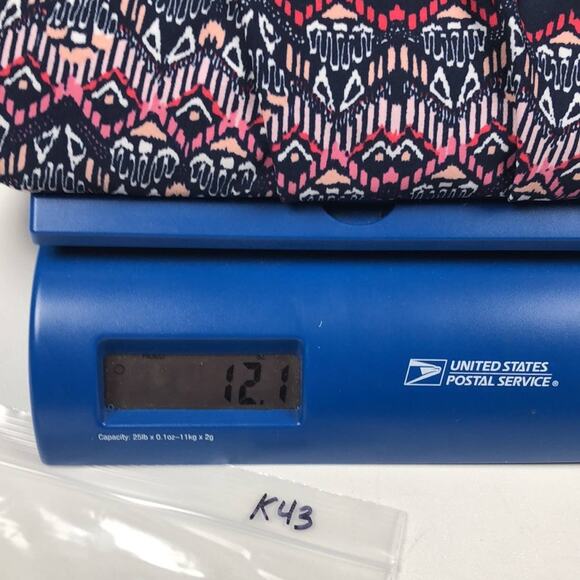 12.1
UNITED STATES
POSTAL SERVICE®
Capacity: 25lb x 0.1oz–11kg x 2g
K43